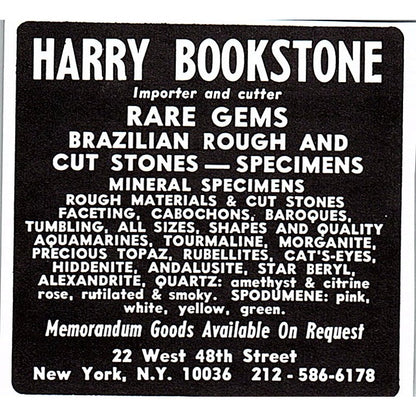 HARRY BOOKSTONE
Importer and cutter
RARE GEMS
BRAZILIAN ROUGH AND
CUT STONES — SPECIMENS
MINERAL SPECIMENS
ROUGH MATERIALS & CUT STONES
FACETING, CABOCHONS, BAROQUES,
TUMBLING, ALL SIZES, SHAPES AND QUALITY
AQUAMARINES, TOURMALINE, MORGANITE,
PRECIOUS TOPAZ, RUBELLITES, CAT'S-EYES,
HIDDENITE, ANDALUSITE, STAR BERYL,
ALEXANDRITE, QUARTZ: amethyst & citrine
rose, rutilated & smoky. SPODUMENE: pink,
white, yellow, green.
Memorandum Goods Available On Request
22 West 48th Street
New York, N.Y. 10036 212 - 586-6178